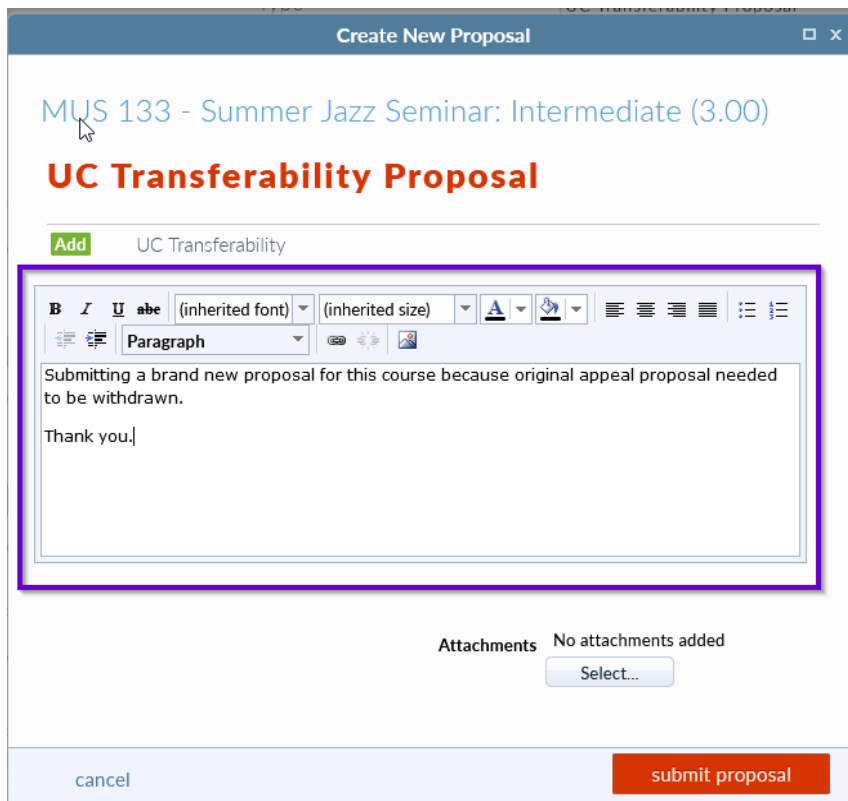 Create New Proposal
MUS 133 - Summer Jazz Seminar: Intermediate (3.00)
UC Transferability Proposal
Add UC Transferability
B I U abc (inherited font) (inherited size) A
Paragraph
Submitting a brand new proposal for this course because original appeal proposal needed
to be withdrawn.
Thank you.
Attachments No attachments added
Select...
cancel submit proposal